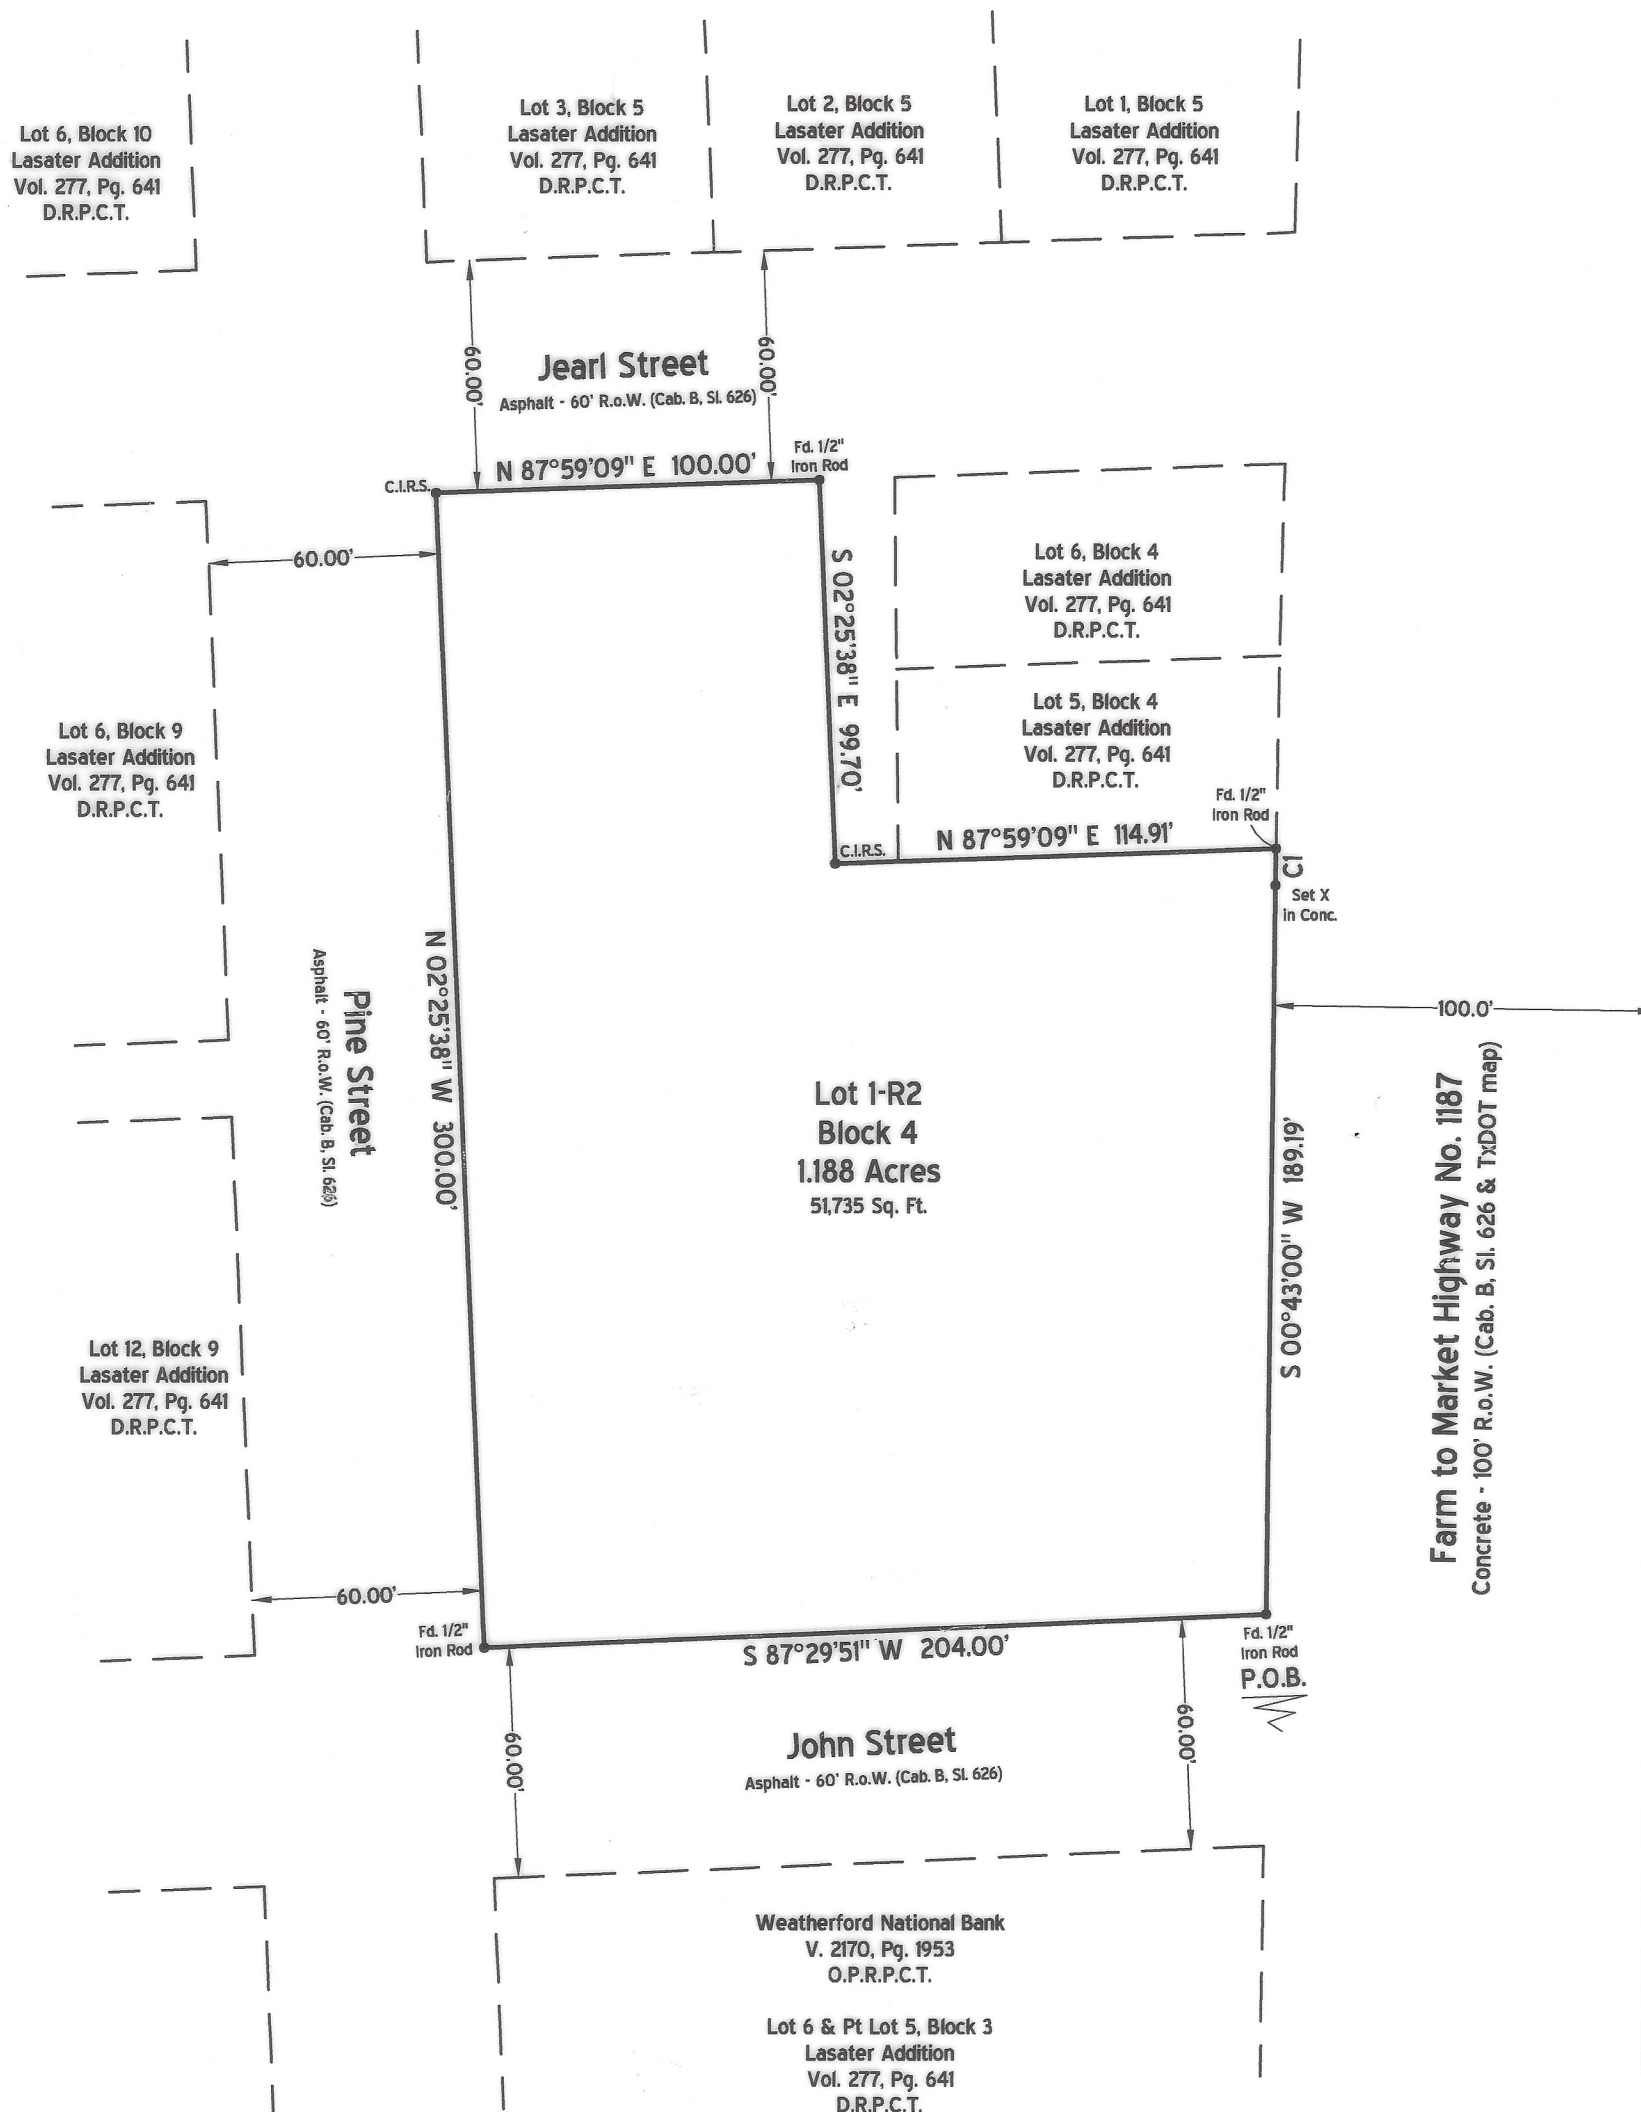 Lot 6, Block 10
Lasater Addition
Vol. 277, Pg. 641
D.R.P.C.T.
Lot 3, Block 5
Lasater Addition
Vol. 277, Pg. 641
D.R.P.C.T.
Lot 2, Block 5
Lasater Addition
Vol. 277, Pg. 641
D.R.P.C.T.
Lot 1, Block 5
Lasater Addition
Vol. 277, Pg. 641
D.R.P.C.T.
60.00'
Jearl Street
Asphalt - 60' R.o.W. (Cab. B, Sl. 626)
60.00'
C.I.R.S.
N 87°59'09" E 100.00'
Fd. 1/2"
Iron Rod
60.00'
S 02°25'38" E 99.70'
Lot 6, Block 4
Lasater Addition
Vol. 277, Pg. 641
D.R.P.C.T.
Lot 5, Block 4
Lasater Addition
Vol. 277, Pg. 641
D.R.P.C.T.
Fd. 1/2"
Iron Rod
C.I.R.S.
N 87°59'09" E 114.91'
C1
Set X
in Conc.
Lot 6, Block 9
Lasater Addition
Vol. 277, Pg. 641
D.R.P.C.T.
Pine Street
Asphalt - 60' R.o.W. (Cab. B, Sl. 626)
N 02°25'38" W 300.00'
100.0'
Lot 1-R2
Block 4
1.188 Acres
51,735 Sq. Ft.
S 00°43'00" W 189.19'
Farm to Market Highway No. 1187
Concrete - 100' R.o.W. (Cab. B, Sl. 626 & TxDOT map)
Lot 12, Block 9
Lasater Addition
Vol. 277, Pg. 641
D.R.P.C.T.
60.00'
Fd. 1/2"
Iron Rod
S 87°29'51" W 204.00'
Fd. 1/2"
Iron Rod
P.O.B.
60.00'
John Street
Asphalt - 60' R.o.W. (Cab. B, Sl. 626)
60.00'
Weatherford National Bank
V. 2170, Pg. 1953
O.P.R.P.C.T.
Lot 6 & Pt Lot 5, Block 3
Lasater Addition
Vol. 277, Pg. 641
D.R.P.C.T.